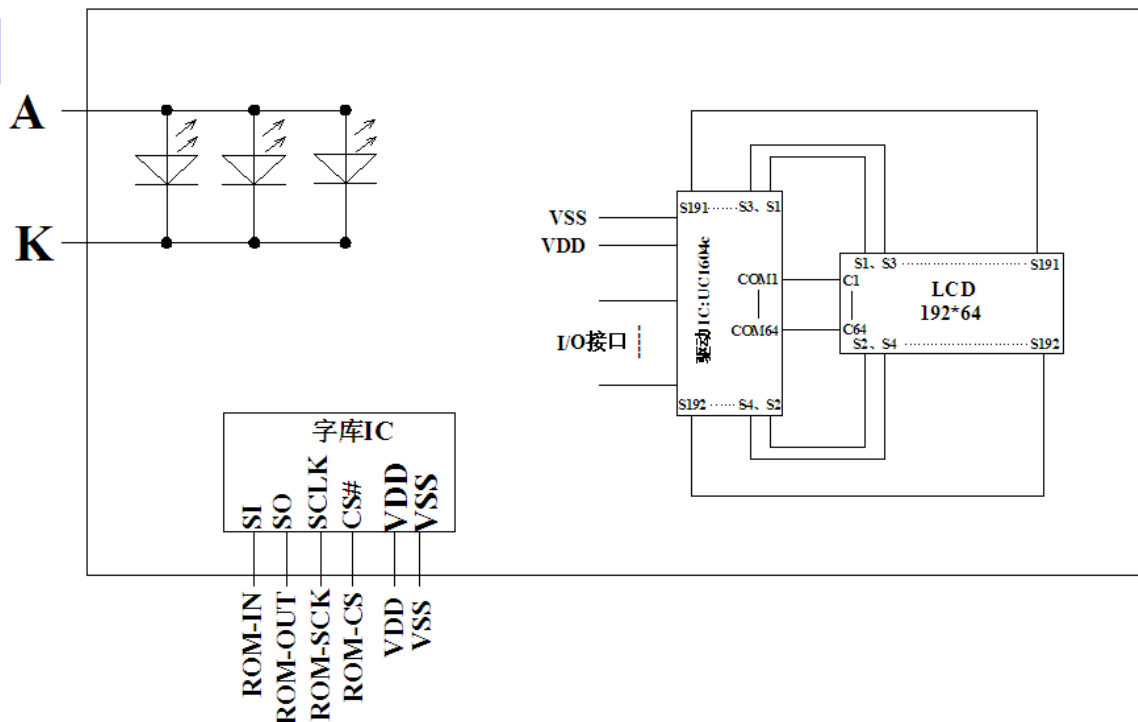 A
K
VSS
VDD
I/O接口
S191······S3、S1
COM1
COM64
驱动IC:UC1604c
S192······S4、S2
S1、S3 ······················ S191
C1
LCD
192*64
C64
S2、S4 ······················ S192
字库IC
SI
SO
SCLK
CS#
VDD
VSS
ROM-IN
ROM-OUT
ROM-SCK
ROM-CS
VDD
VSS